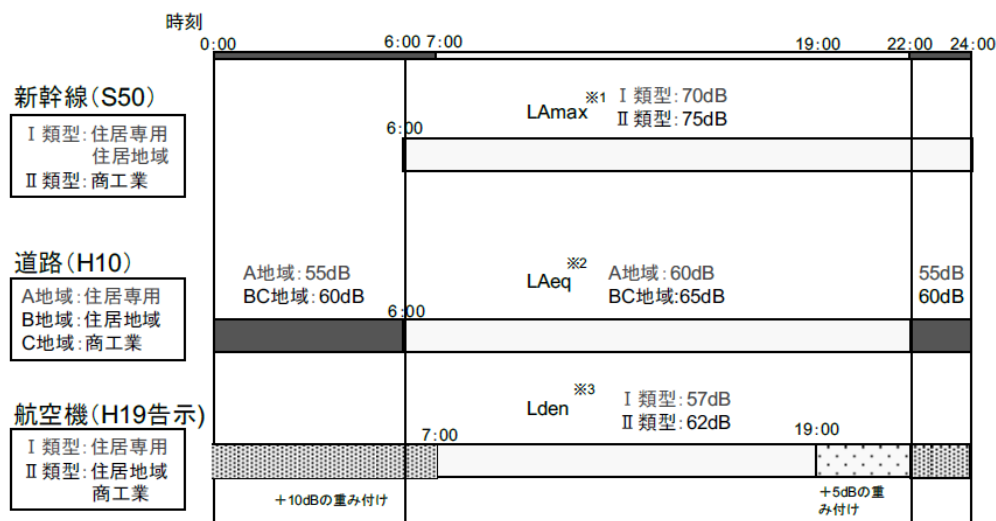 時刻
0:00 6:00 7:00 19:00 22:00 24:00
新幹線(S50)
Ⅰ類型:住居専用
住居地域
Ⅱ類型:商工業
LAmax ※1 Ⅰ類型:70dB
Ⅱ類型:75dB
6:00
道路(H10)
A地域:住居専用
B地域:住居地域
C地域:商工業
A地域:55dB
BC地域:60dB
LAeq ※2 A地域:60dB
BC地域:65dB
55dB
60dB
6:00
航空機(H19告示)
Ⅰ類型:住居専用
Ⅱ類型:住居地域
商工業
Lden ※3 Ⅰ類型:57dB
Ⅱ類型:62dB
7:00 19:00
+10dBの重み付け
+5dBの重
み付け